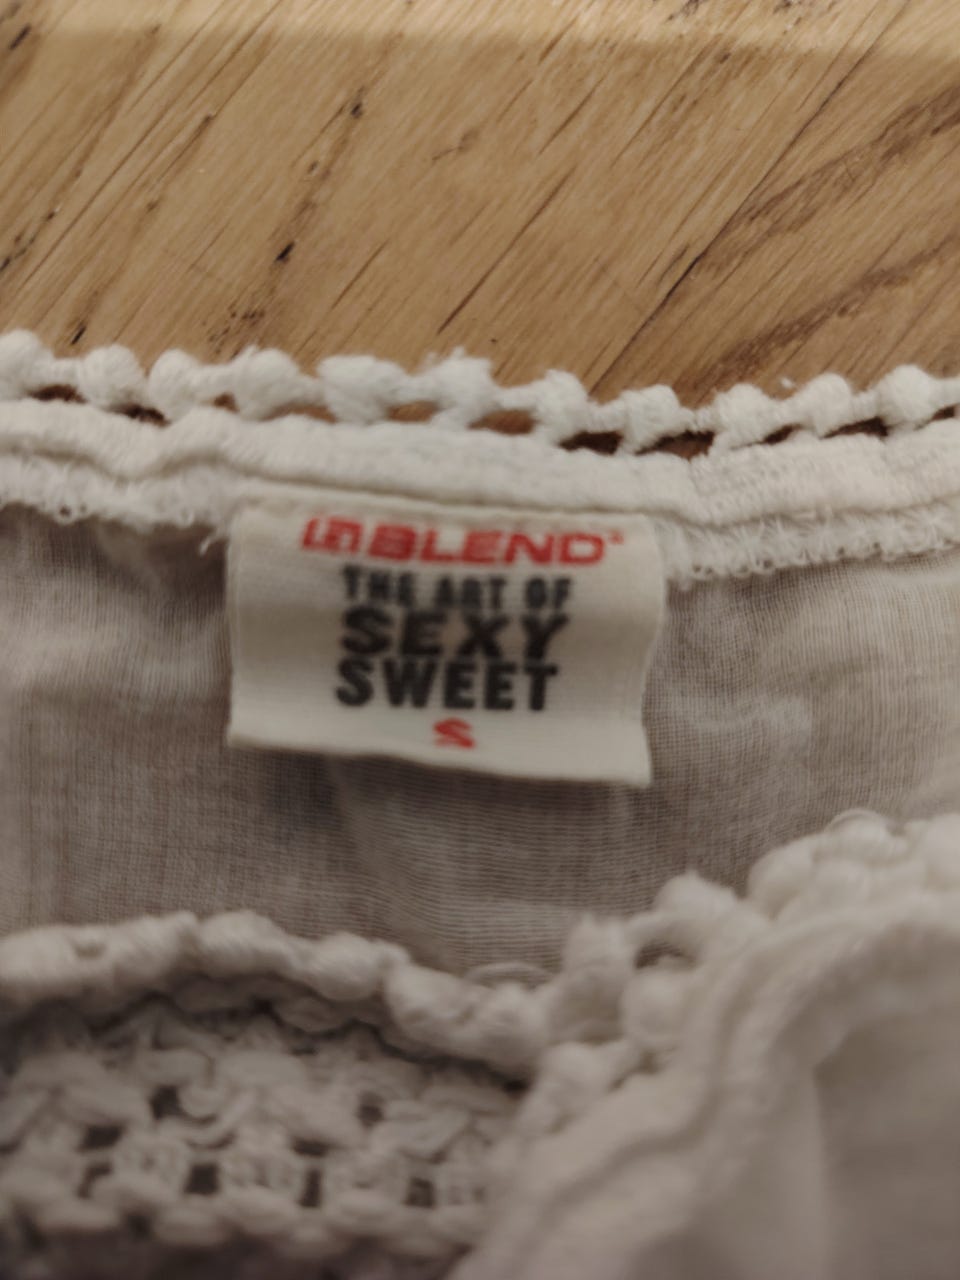 BLEND
THE ART OF
SEXY
SWEET
S